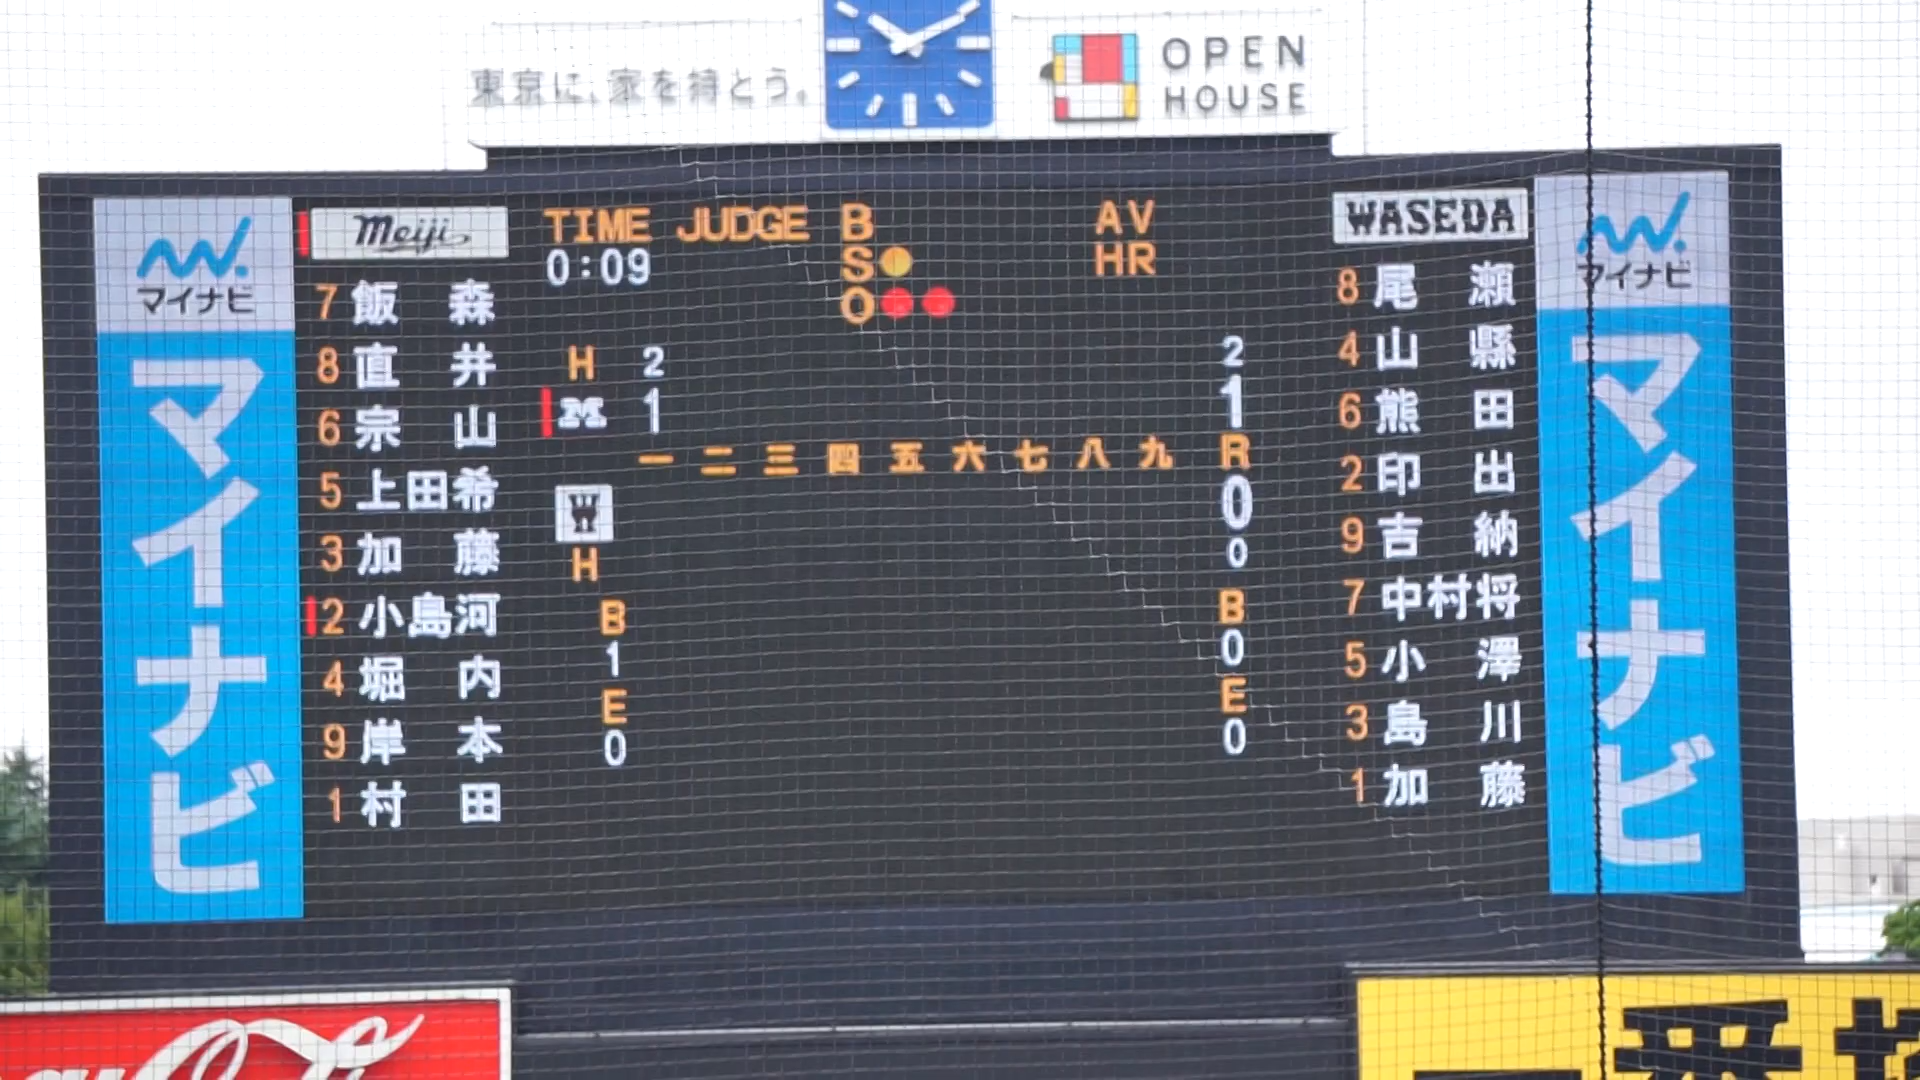 東京に、家を持とう。
OPEN
HOUSE
マイナビ
マイナビ
Meiji
7 飯森
8 直井
6 宗山
5 上田希
3 加藤
2 小島河
4 堀内
9 岸本
1 村田
TIME JUDGE
0:09
B
S
O
AV
HR
H 2 2
M 1 1
一 二 三 四 五 六 七 八 九 R
W 0
H 0
B B
1 0
E E
0 0
WASEDA
8 尾瀬
4 山縣
6 熊田
2 印出
9 吉納
7 中村将
5 小澤
3 島川
1 加藤
マイナビ
マイナビ